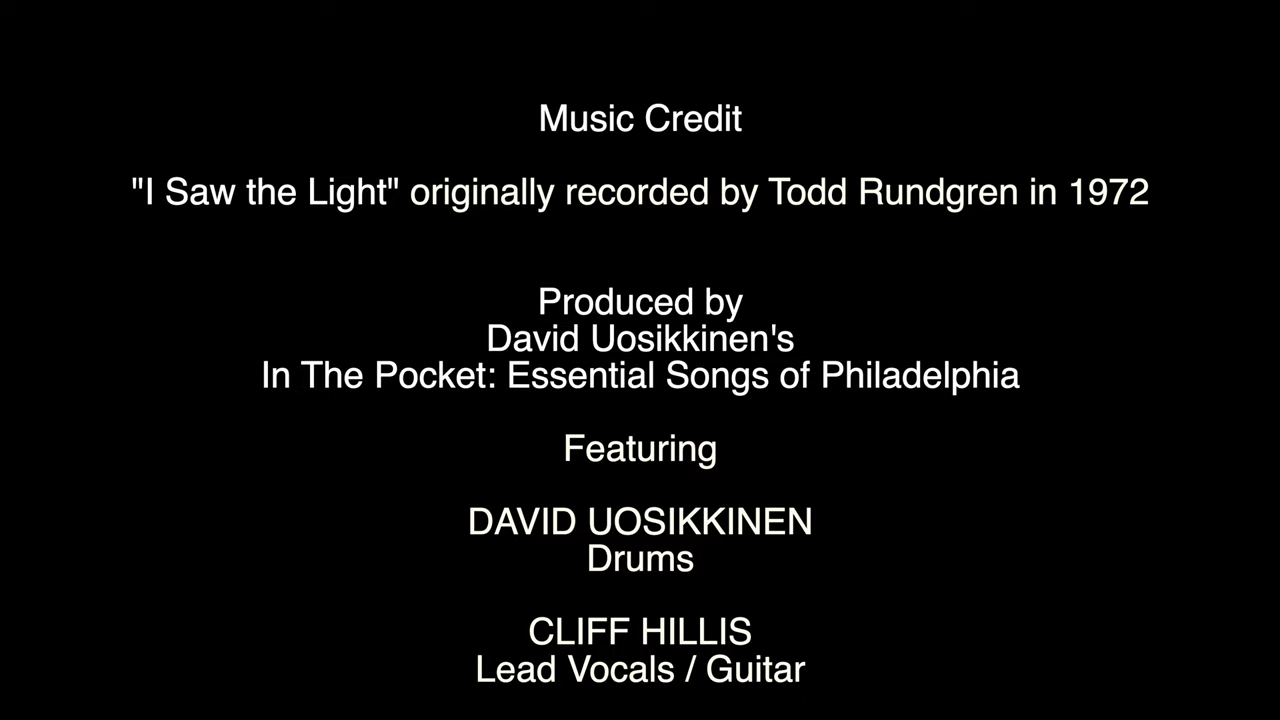 Music Credit
"I Saw the Light" originally recorded by Todd Rundgren in 1972
Produced by
David Uosikkinen's
In The Pocket: Essential Songs of Philadelphia
Featuring
DAVID UOSIKKINEN
Drums
CLIFF HILLIS
Lead Vocals / Guitar